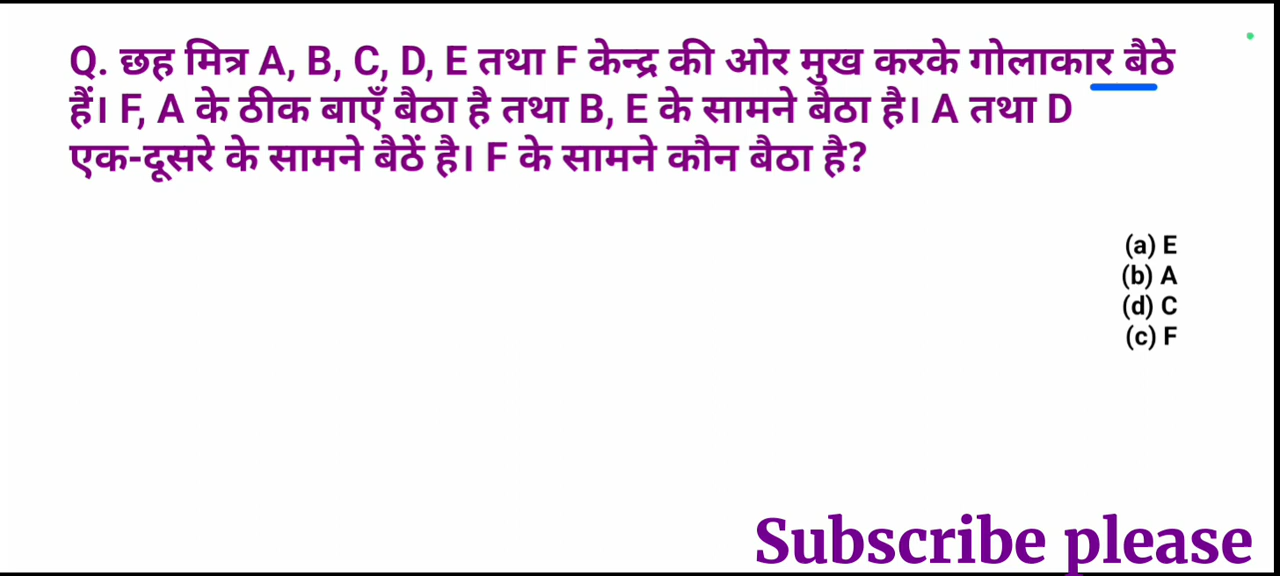 Q. छह मित्र A, B, C, D, E तथा F केन्द्र की ओर मुख करके गोलाकार बैठे
हैं। F, A के ठीक बाएँ बैठा है तथा B, E के सामने बैठा है। A तथा D
एक-दूसरे के सामने बैठें है। F के सामने कौन बैठा है?
(a) E
(b) A
(d) C
(c) F
Subscribe please